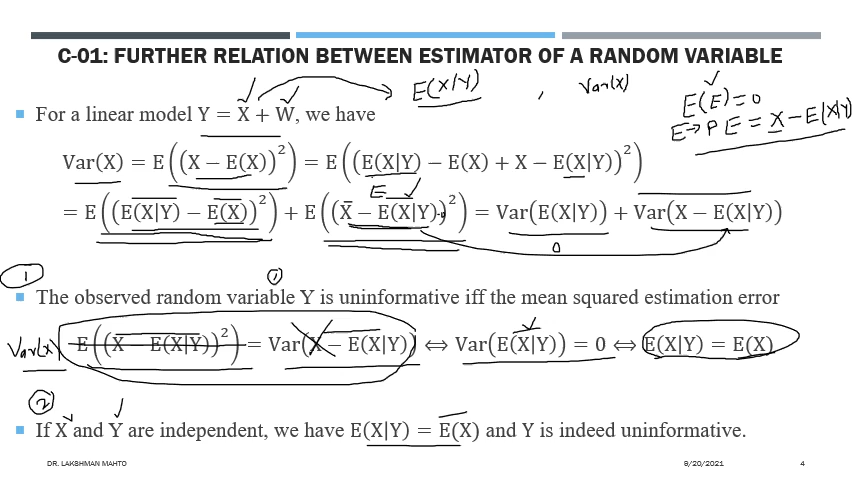 C-01: FURTHER RELATION BETWEEN ESTIMATOR OF A RANDOM VARIABLE
E(X/Y) , Var(X)
E(E)=0
For a linear model Y = X + W, we have
E→P E = X - E(X|Y)
Var(X) = E((X − E(X))²) = E((E(X|Y) − E(X) + X − E(X|Y))²)
E
= E((E(X|Y) − E(X))²) + E((X − E(X|Y))²) = Var(E(X|Y)) + Var(X − E(X|Y))
0
1
1
The observed random variable Y is uninformative iff the mean squared estimation error
Var(X) E((X − E(X|Y))²) = Var(X − E(X|Y)) ⇔ Var(E(X|Y)) = 0 ⇔ E(X|Y) = E(X)
2
If X and Y are independent, we have E(X|Y) = E(X) and Y is indeed uninformative.
DR. LAKSHMAN MAHTO 9/20/2021 4